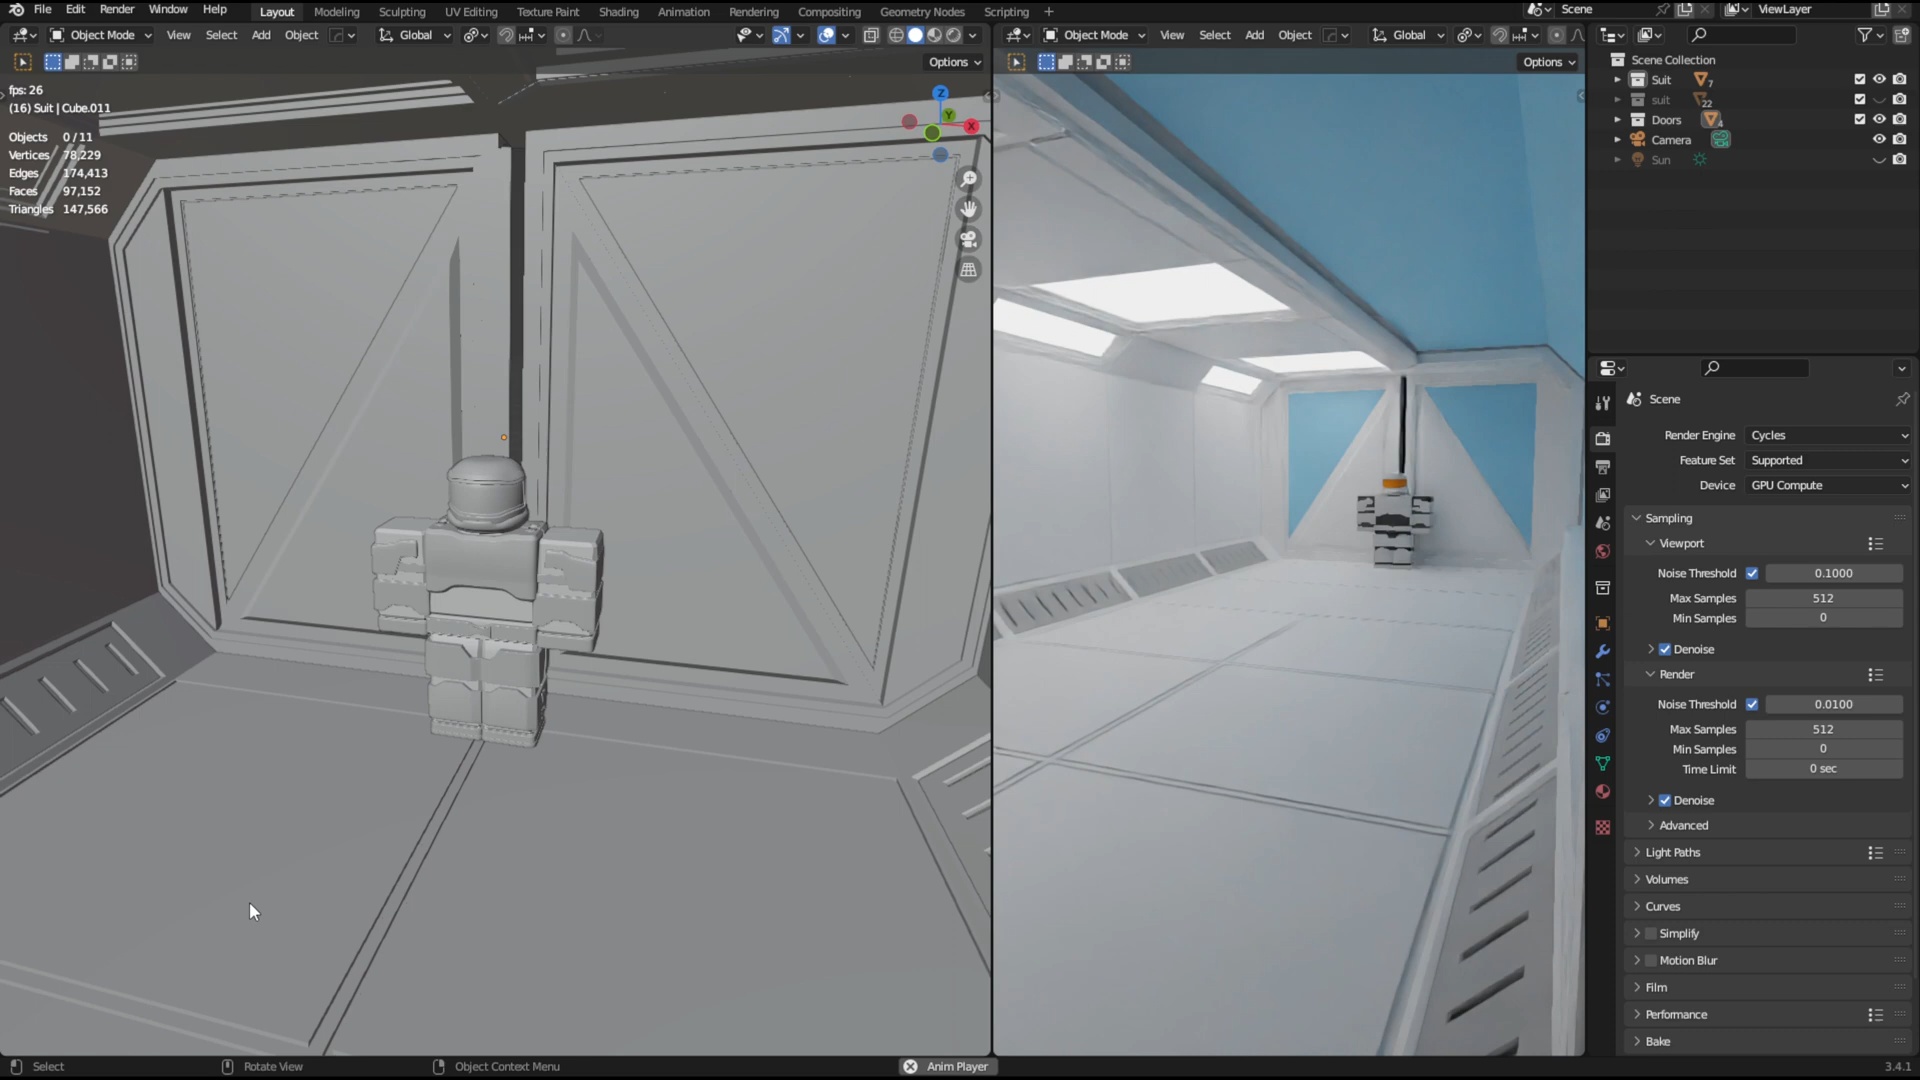 File Edit Render Window Help Layout Modeling Sculpting UV Editing Texture Paint Shading Animation Rendering Compositing Geometry Nodes Scripting + Scene ViewLayer
Object Mode View Select Add Object Global
Object Mode View Select Add Object Global
Options
Options
fps: 26
(16) Suit | Cube.011
Objects 0/11
Vertices 78,229
Edges 174,413
Faces 97,152
Triangles 147,566
Z
Y
X
Scene Collection
Suit 7
suit 22
Doors 4
Camera
Sun
Scene
Render Engine Cycles
Feature Set Supported
Device GPU Compute
Sampling
Viewport
Noise Threshold 0.1000
Max Samples 512
Min Samples 0
Denoise
Render
Noise Threshold 0.0100
Max Samples 512
Min Samples 0
Time Limit 0 sec
Denoise
Advanced
Light Paths
Volumes
Curves
Simplify
Motion Blur
Film
Performance
Bake
Select Rotate View Object Context Menu Anim Player 3.4.1